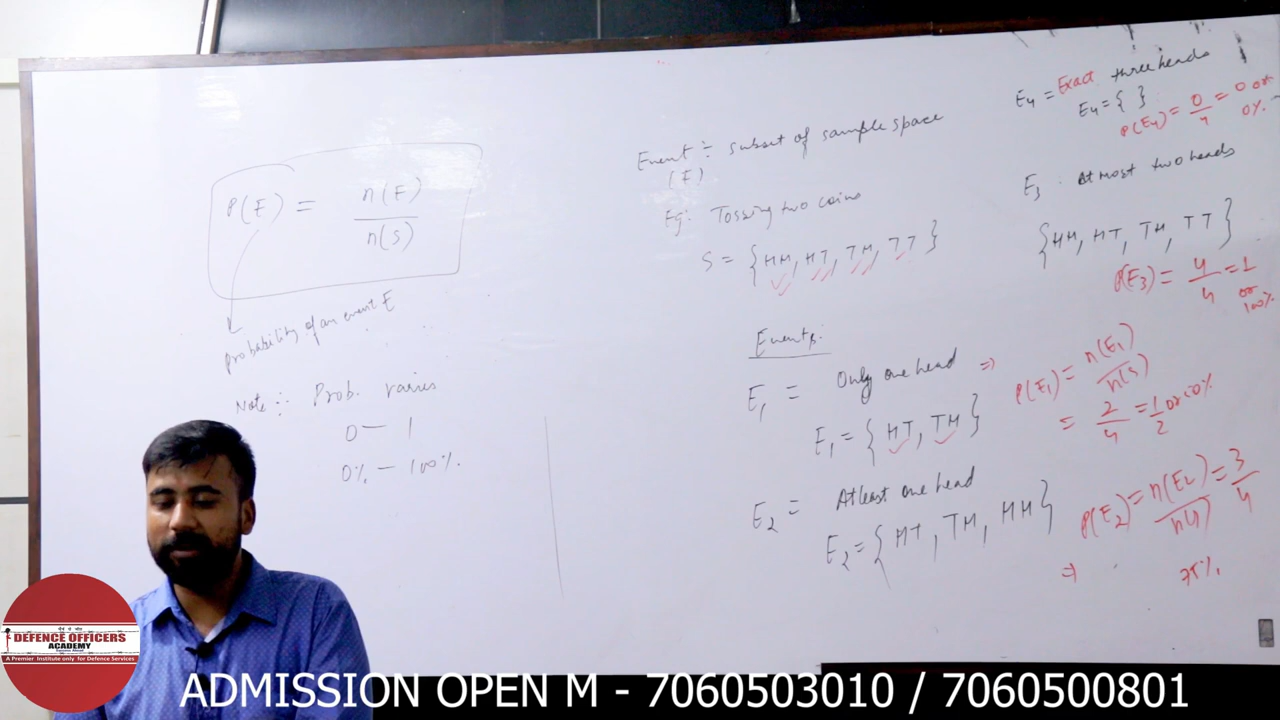 P(E) = n(E) / n(S)
probability of an event E
Note :- Prob. varies
0 — 1
0% — 100%.
Event :- subset of sample space
(E)
Eg: Tossing two coins
S = {HH, HT, TH, TT}
Events:
E1 = Only one head =>
E1 = {HT, TH}
P(E1) = n(E1) / n(S)
= 2/4 = 1/2 or 50%
E2 = Atleast one head
E2 = {HT, TH, HH}
P(E2) = n(E2) / n(S) = 3/4
=> 75%
E4 = Exact three heads
E4 = { }
P(E4) = 0/4 = 0 or
0%.
E3 : At most two heads
{HH, HT, TH, TT}
P(E3) = 4/4 = 1
or
100%
DEFENCE OFFICERS
ACADEMY
A Premier Institute only for Defence Services
ADMISSION OPEN M - 7060503010 / 7060500801